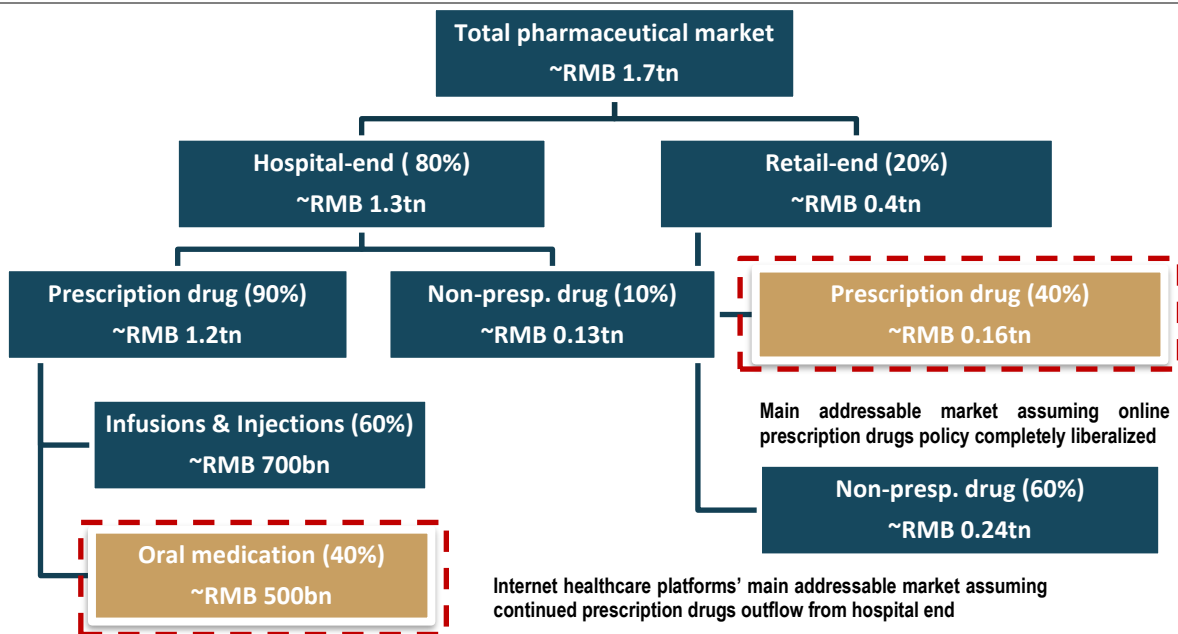 Total pharmaceutical market
~RMB 1.7tn
Hospital-end ( 80%)
~RMB 1.3tn
Retail-end (20%)
~RMB 0.4tn
Prescription drug (90%)
~RMB 1.2tn
Non-presp. drug (10%)
~RMB 0.13tn
Prescription drug (40%)
~RMB 0.16tn
Main addressable market assuming online
prescription drugs policy completely liberalized
Infusions & Injections (60%)
~RMB 700bn
Non-presp. drug (60%)
~RMB 0.24tn
Oral medication (40%)
~RMB 500bn
Internet healthcare platforms' main addressable market assuming
continued prescription drugs outflow from hospital end